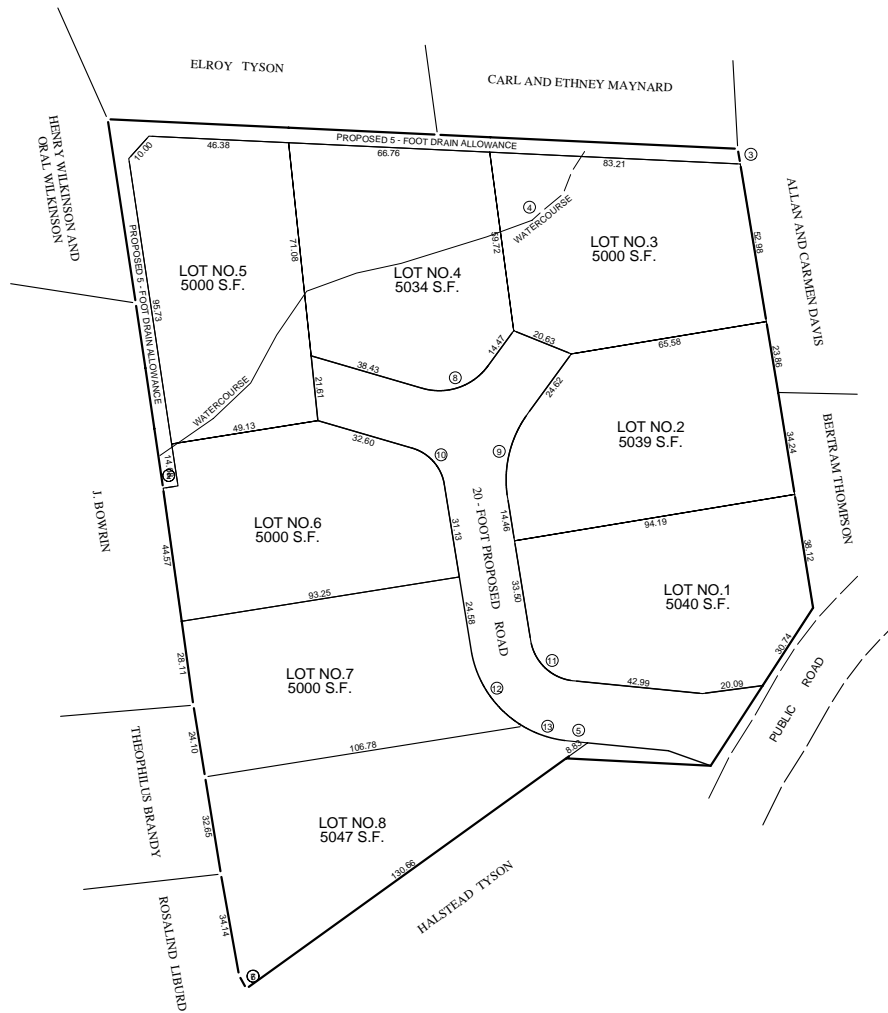 ELROY TYSON
CARL AND ETHNEY MAYNARD
HENRY WILKINSON AND
ORAL WILKINSON
PROPOSED 5 - FOOT DRAIN ALLOWANCE
10.00
46.38
66.76
83.21
3
4
WATERCOURSE
ALLAN AND CARMEN DAVIS
PROPOSED 5 - FOOT DRAIN ALLOWANCE
95.73
71.08
59.72
52.98
LOT NO.5
5000 S.F.
LOT NO.4
5034 S.F.
LOT NO.3
5000 S.F.
20.63
14.47
65.58
23.86
38.43
8
24.62
21.61
WATERCOURSE
49.13
32.60
10
9
LOT NO.2
5039 S.F.
34.24
BERTRAM THOMPSON
J. BOWRIN
44.57
LOT NO.6
5000 S.F.
31.13
20 - FOOT PROPOSED ROAD
14.46
94.19
38.12
93.25
24.58
33.50
LOT NO.1
5040 S.F.
30.74
28.11
LOT NO.7
5000 S.F.
11
42.99
20.09
12
13
5
PUBLIC ROAD
THEOPHILUS BRANDY
24.10
106.78
8.83
32.65
LOT NO.8
5047 S.F.
130.66
HALSTEAD TYSON
ROSALIND LIBURD
34.14